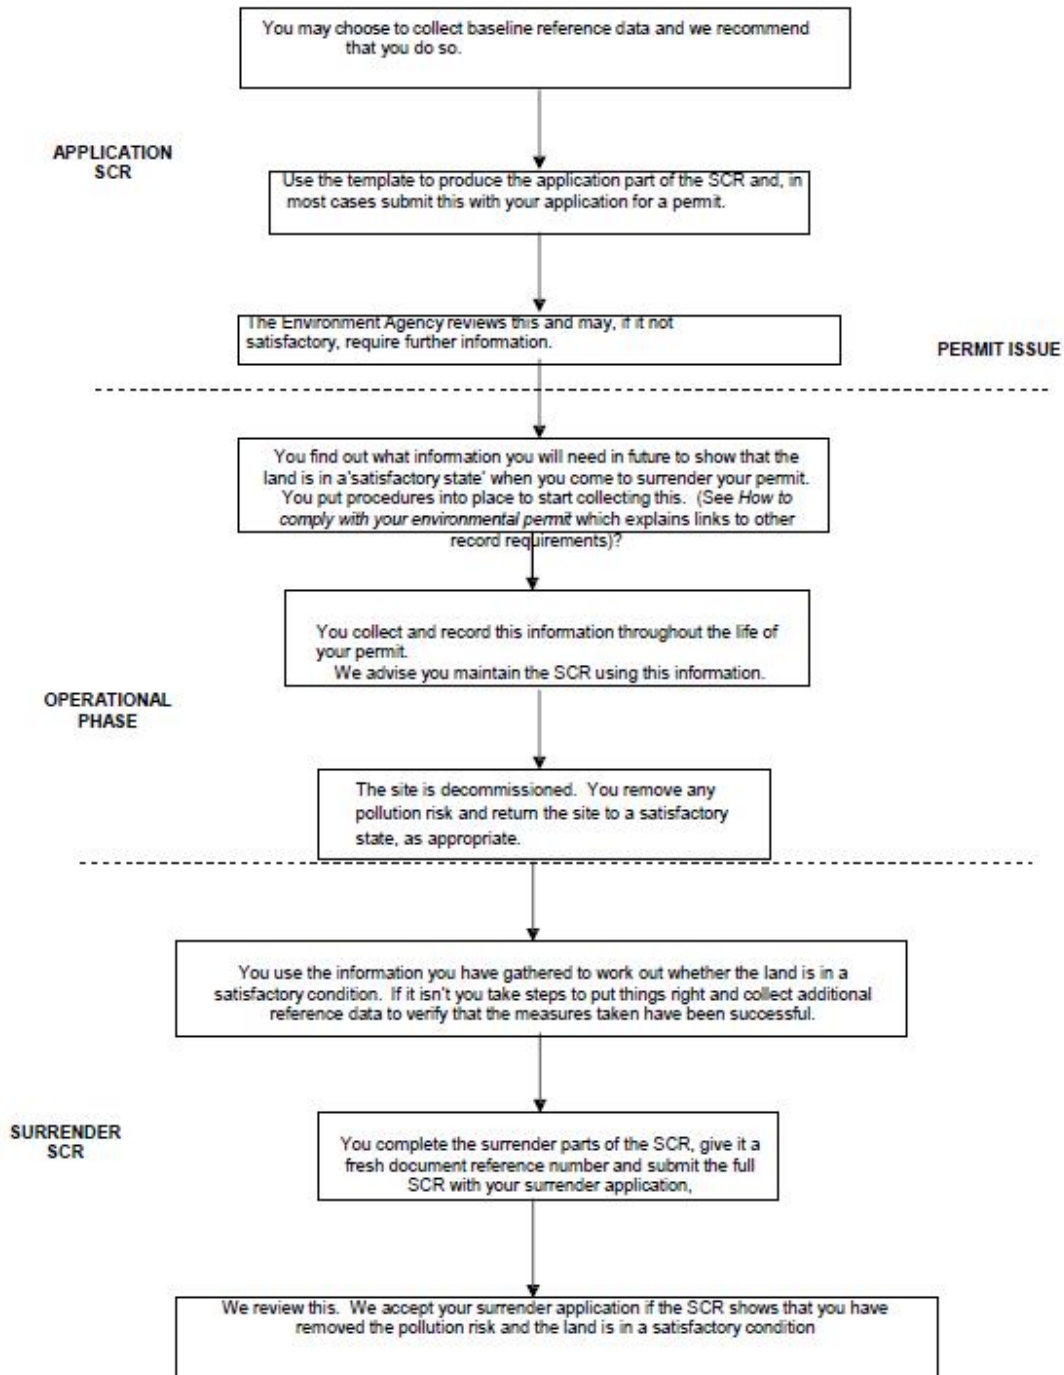 You may choose to collect baseline reference data and we recommend
that you do so.
APPLICATION
SCR
Use the template to produce the application part of the SCR and, in
most cases submit this with your application for a permit.
The Environment Agency reviews this and may, if it not
satisfactory, require further information.
PERMIT ISSUE
You find out what information you will need in future to show that the
land is in a'satisfactory state' when you come to surrender your permit.
You put procedures into place to start collecting this. (See How to
comply with your environmental permit which explains links to other
record requirements)?
You collect and record this information throughout the life of
your permit.
We advise you maintain the SCR using this information.
OPERATIONAL
PHASE
The site is decommissioned. You remove any
pollution risk and return the site to a satisfactory
state, as appropriate.
You use the information you have gathered to work out whether the land is in a
satisfactory condition. If it isn't you take steps to put things right and collect additional
reference data to verify that the measures taken have been successful.
SURRENDER
SCR
You complete the surrender parts of the SCR, give it a
fresh document reference number and submit the full
SCR with your surrender application,
We review this. We accept your surrender application if the SCR shows that you have
removed the pollution risk and the land is in a satisfactory condition